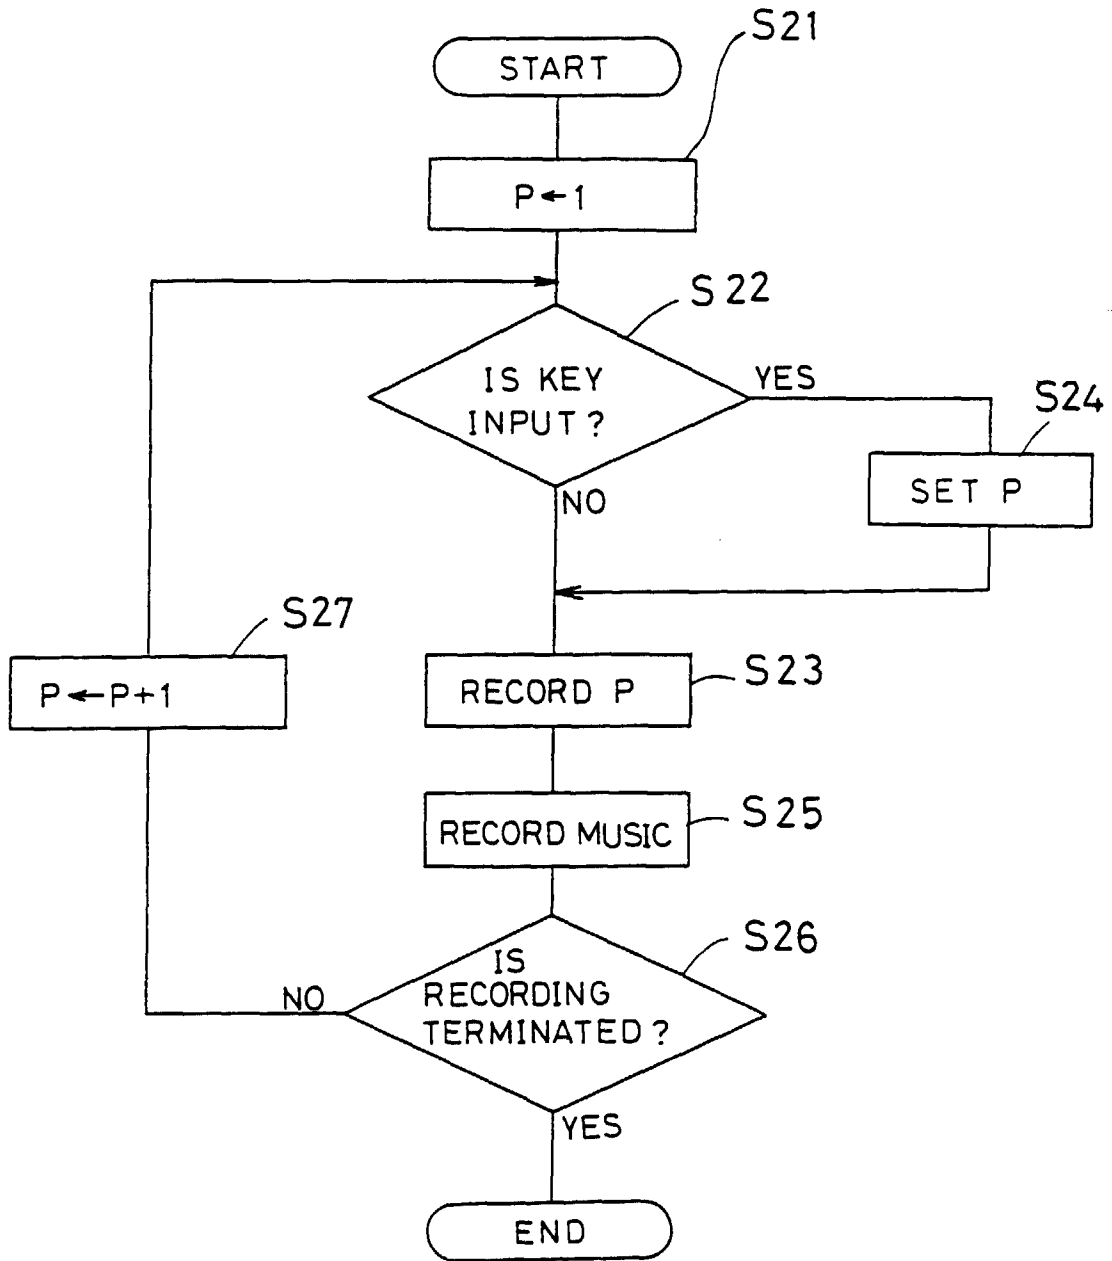 S21
START
P←1
S22
IS KEY
INPUT?
YES
S24
SET P
NO
S27
P←P+1
RECORD P
S23
RECORD MUSIC
S25
S26
IS
RECORDING
TERMINATED?
NO
YES
END